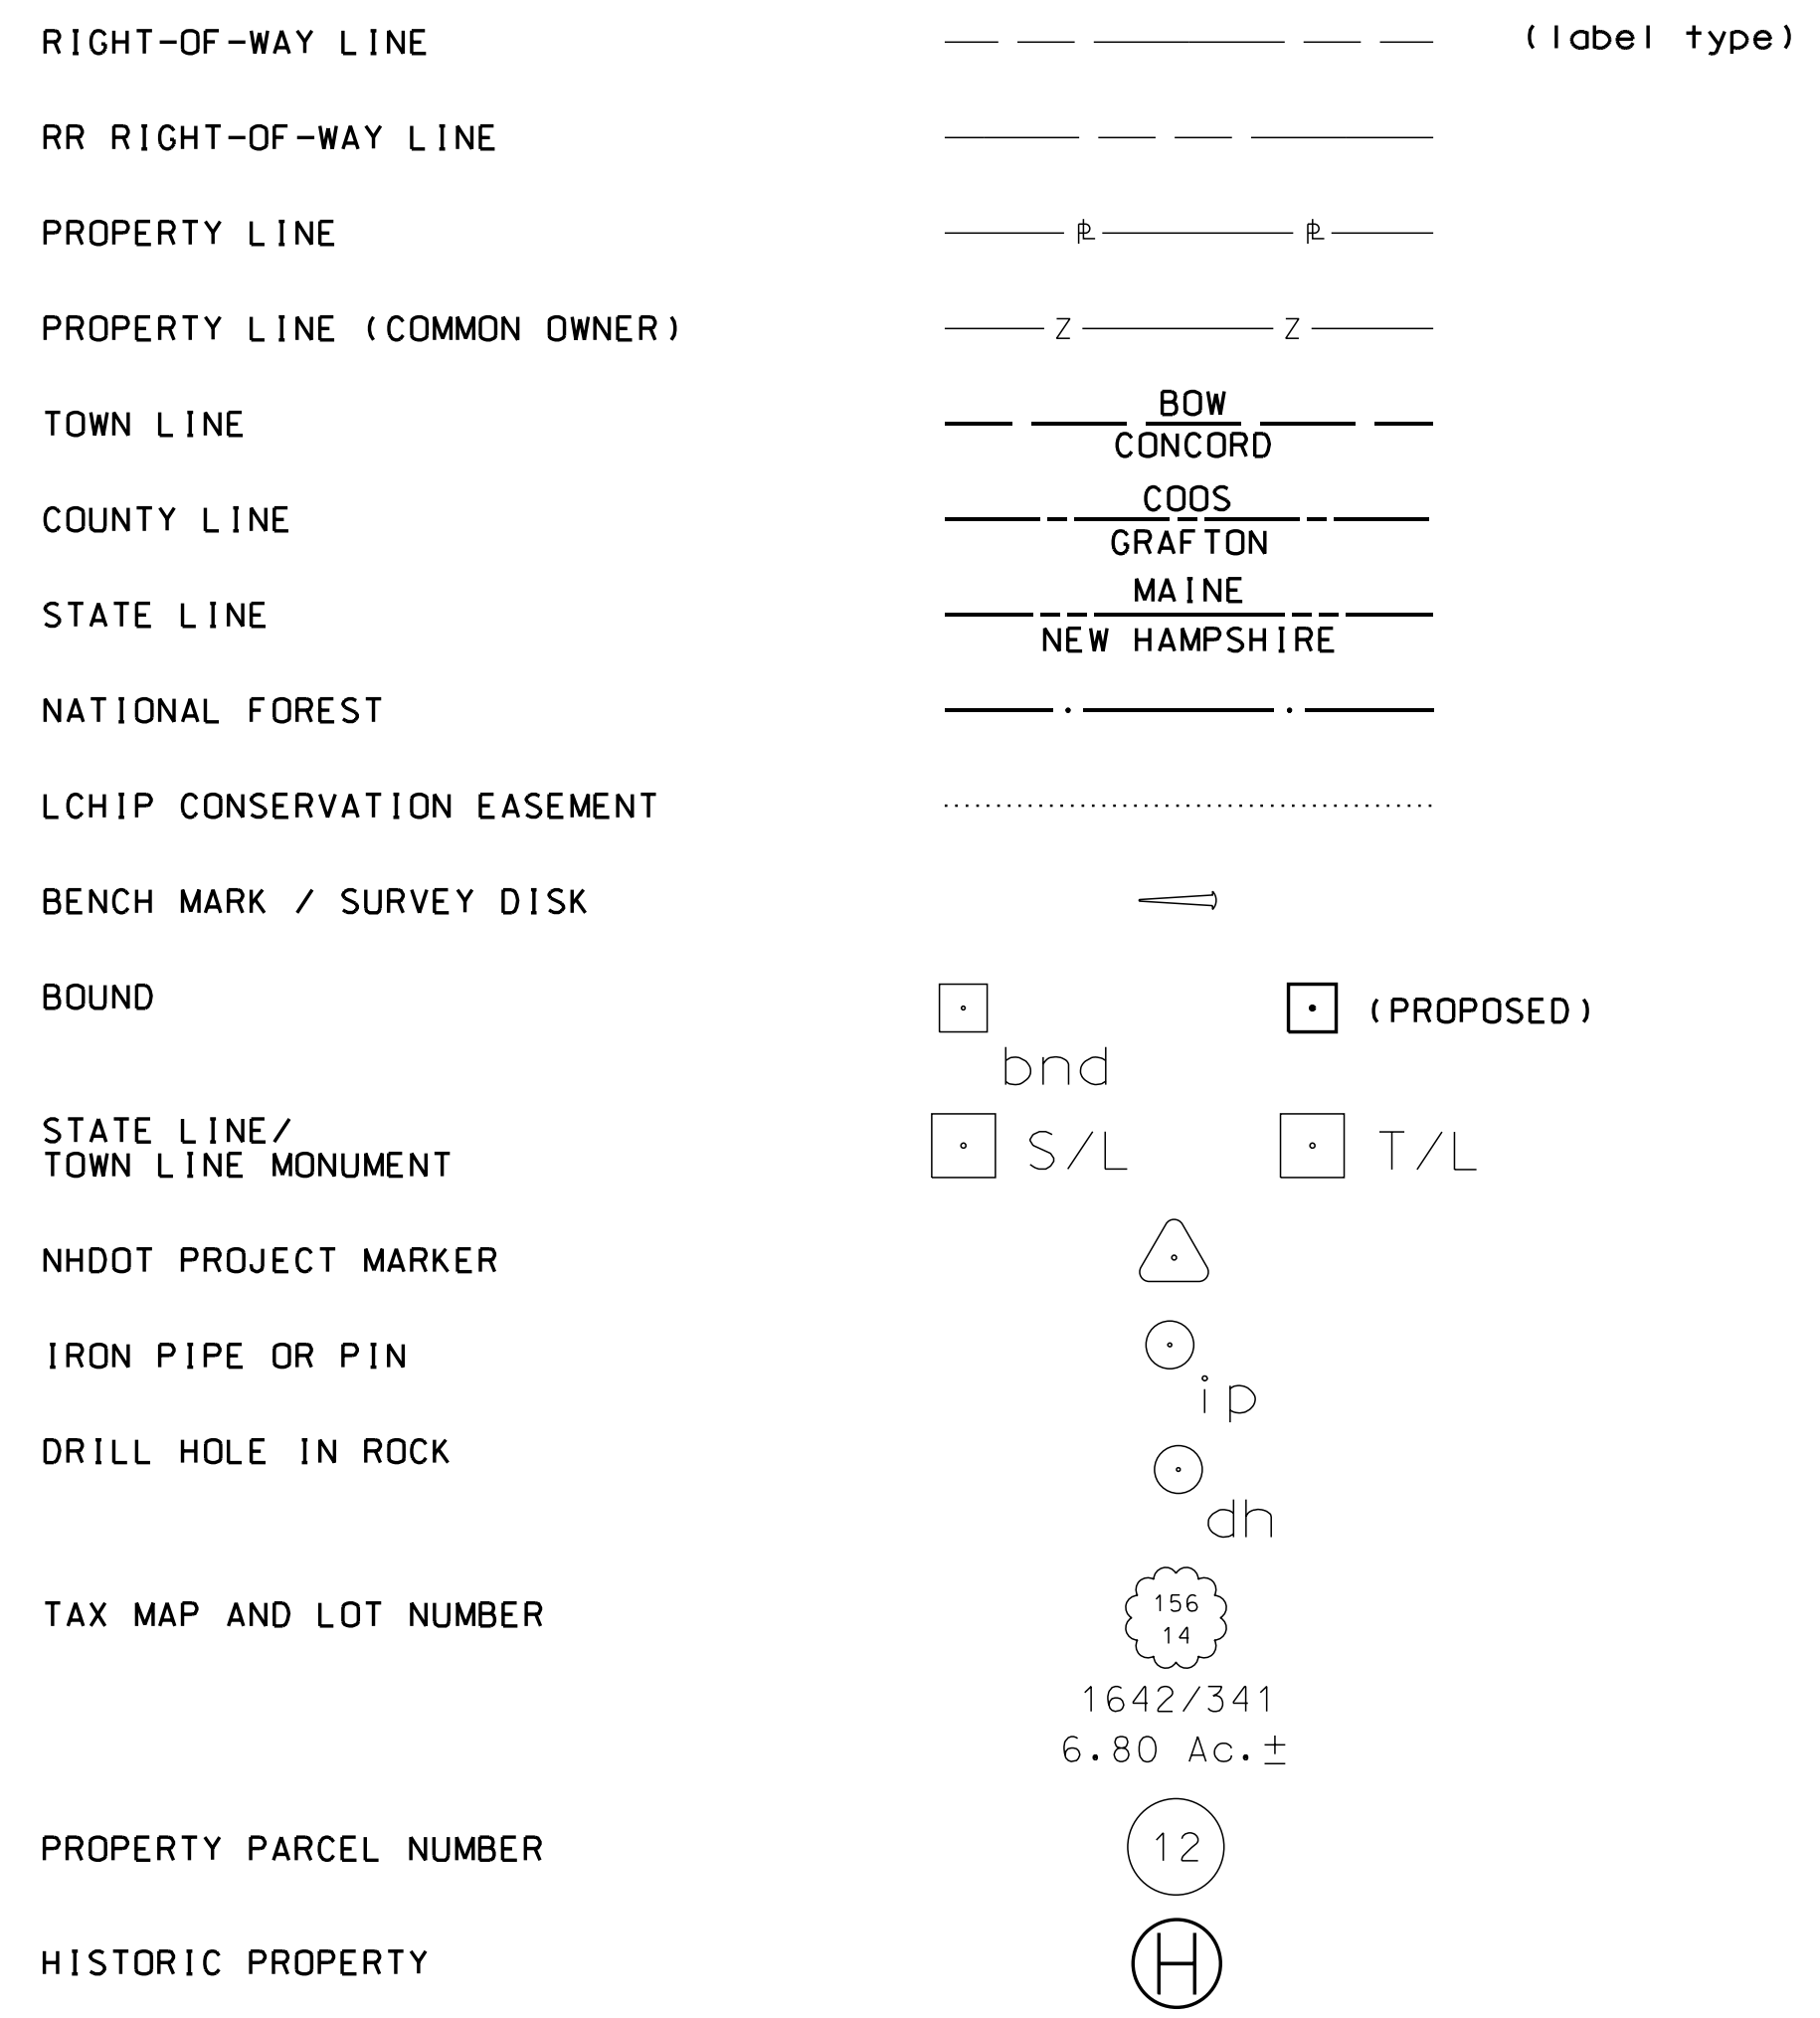 RIGHT-OF-WAY LINE (label type)
RR RIGHT-OF-WAY LINE
PROPERTY LINE ⅊ ⅊
PROPERTY LINE (COMMON OWNER) Z Z
BOW
TOWN LINE
CONCORD
COOS
COUNTY LINE
GRAFTON
MAINE
STATE LINE
NEW HAMPSHIRE
NATIONAL FOREST
LCHIP CONSERVATION EASEMENT
BENCH MARK / SURVEY DISK
BOUND (PROPOSED)
bnd
STATE LINE/
TOWN LINE MONUMENT S/L T/L
NHDOT PROJECT MARKER
IRON PIPE OR PIN
ip
DRILL HOLE IN ROCK
dh
156
TAX MAP AND LOT NUMBER
14
1642/341
6.80 Ac.±
PROPERTY PARCEL NUMBER 12
HISTORIC PROPERTY H